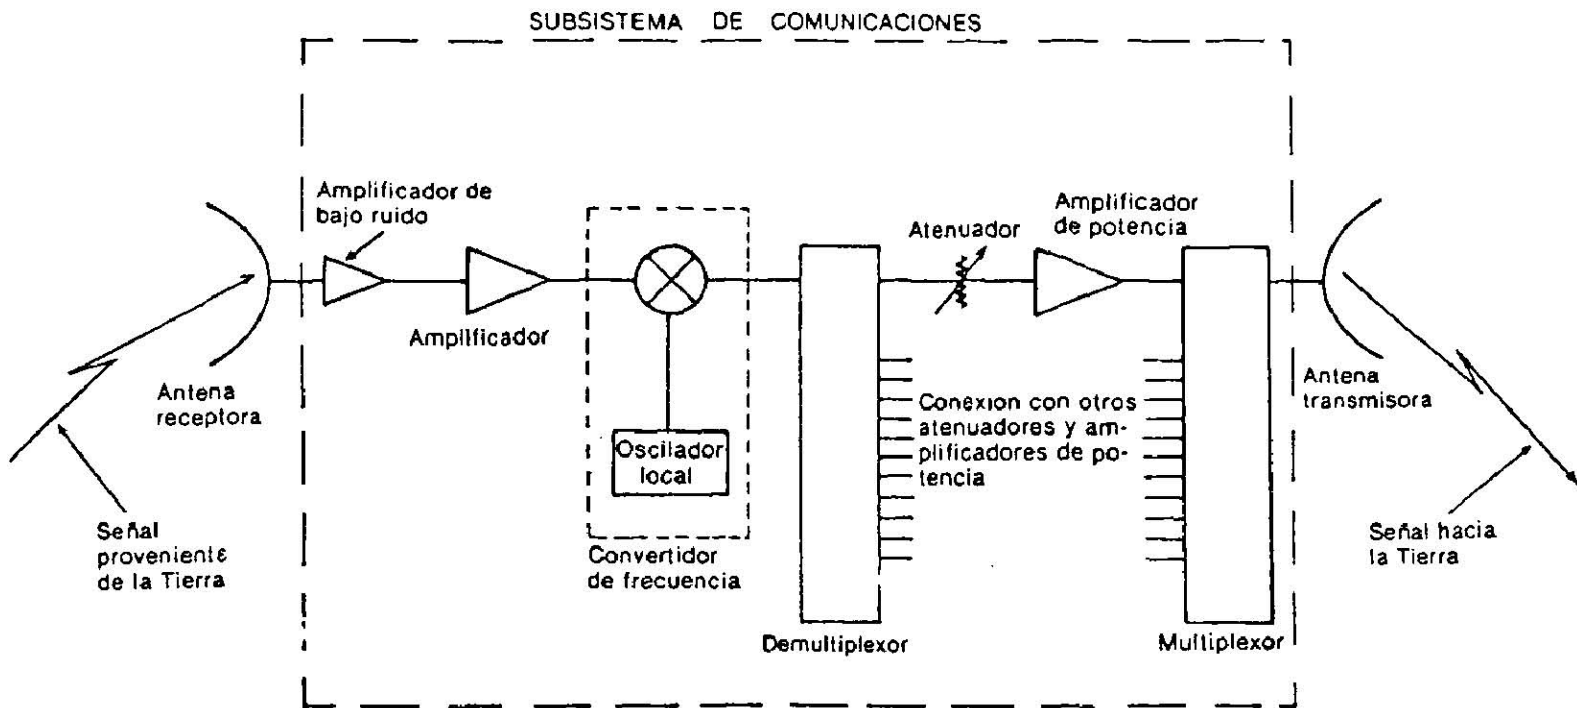 SUBSISTEMA DE COMUNICACIONES
Amplificador de
bajo ruido
Amplificador
Antena
receptora
Señal
proveniente
de la Tierra
Oscilador
local
Convertidor
de frecuencia
Demultiplexor
Atenuador
Amplificador
de potencia
Conexion con otros
atenuadores y am-
plificadores de po-
tencia
Multiplexor
Antena
transmisora
Señal hacia
la Tierra